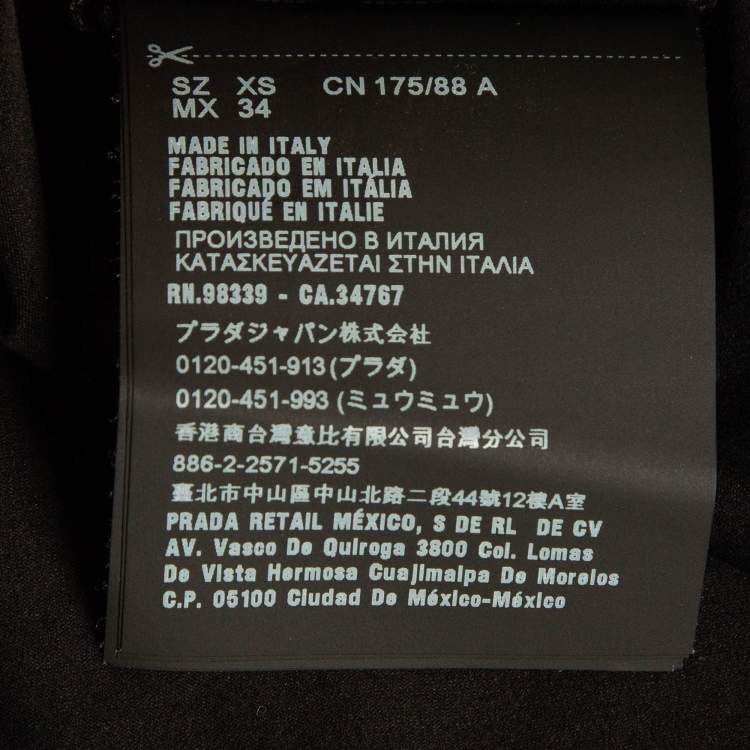 SZ XS CN 175/88 A
MX 34
MADE IN ITALY
FABRICADO EN ITALIA
FABRICADO EM ITÁLIA
FABRIQUÉ EN ITALIE
ПРОИЗВЕДЕНО В ИТАЛИЯ
ΚΑΤΑΣΚΕΥΑΖΕΤΑΙ ΣΤΗΝ ΙΤΑΛΙΑ
RN.98339 - CA.34767
プラダジャパン株式会社
0120-451-913(プラダ)
0120-451-993 (ミュウミュウ)
香港商台灣意比有限公司台灣分公司
886-2-2571-5255
臺北市中山區中山北路二段44號12樓A室
PRADA RETAIL MÉXICO, S DE RL DE CV
AV. Vasco De Quiroga 3800 Col. Lomas
De Vista Hermosa Cuajimalpa De Morelos
C.P. 05100 Ciudad De México-México